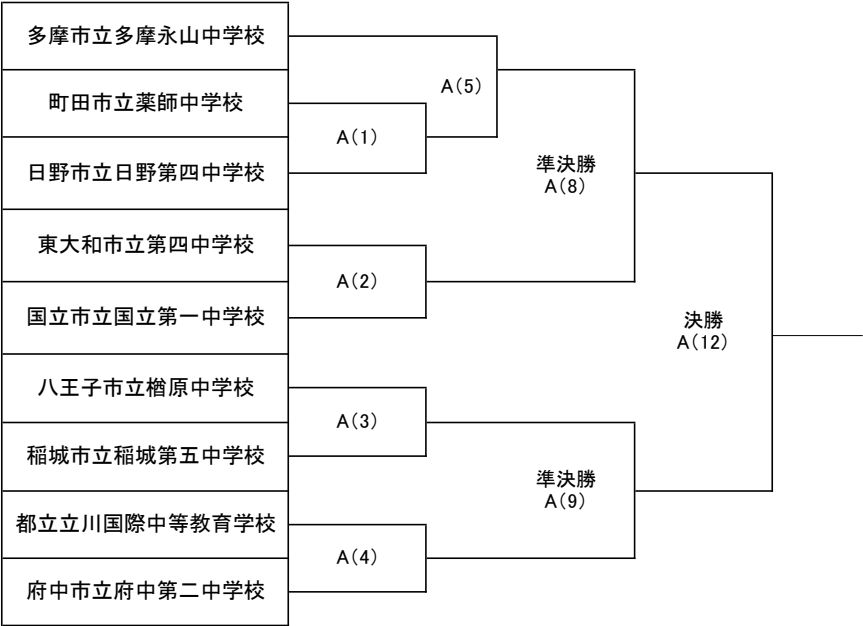 多摩市立多摩永山中学校
町田市立薬師中学校
日野市立日野第四中学校
東大和市立第四中学校
国立市立国立第一中学校
八王子市立楢原中学校
稲城市立稲城第五中学校
都立立川国際中等教育学校
府中市立府中第二中学校
A(1)
A(2)
A(3)
A(4)
A(5)
準決勝
A(8)
準決勝
A(9)
決勝
A(12)